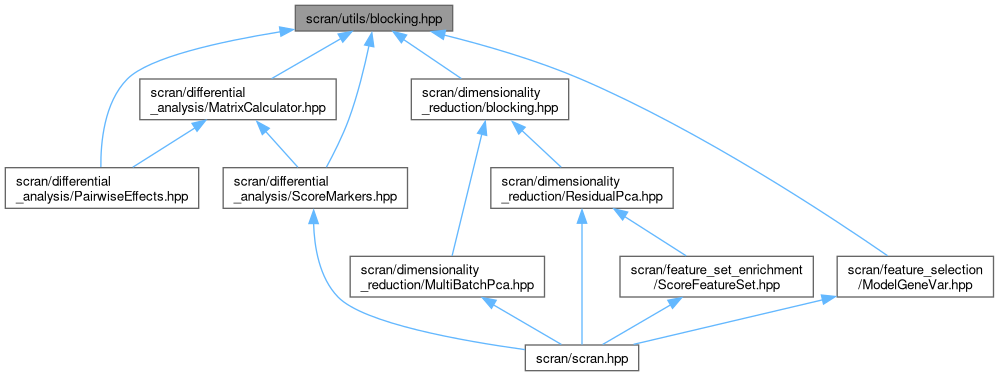 scran/utils/blocking.hpp
scran/differential
_analysis/MatrixCalculator.hpp
scran/dimensionality
_reduction/blocking.hpp
scran/differential
_analysis/PairwiseEffects.hpp
scran/differential
_analysis/ScoreMarkers.hpp
scran/dimensionality
_reduction/ResidualPca.hpp
scran/dimensionality
_reduction/MultiBatchPca.hpp
scran/feature_set_enrichment
/ScoreFeatureSet.hpp
scran/feature_selection
/ModelGeneVar.hpp
scran/scran.hpp